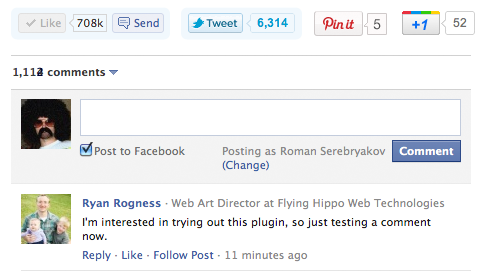 Like 708k Send Tweet 6,314 Pin it 5 +1 52
comments
Post to Facebook Posting as Roman Serebryakov Comment
(Change)
Ryan Rogness · Web Art Director at Flying Hippo Web Technologies
I'm interested in trying out this plugin, so just testing a comment
now.
Reply · Like · Follow Post · 11 minutes ago